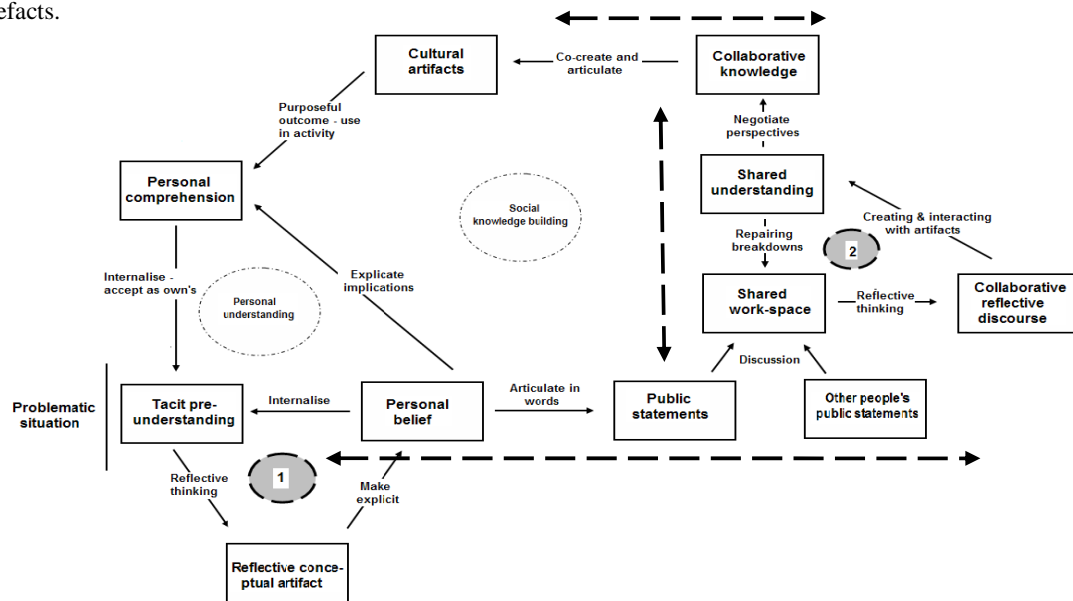 efacts.
Cultural
artifacts
Co-create and
articulate
Collaborative
knowledge
Purposeful
outcome - use
in activity
Negotiate
perspectives
Personal
comprehension
Shared
understanding
Social
knowledge building
Creating & interacting
with artifacts
Repairing
breakdowns
2
Internalise -
accept as own's
Explicate
implications
Personal
understanding
Shared
work-space
Reflective
thinking
Collaborative
reflective
discourse
Discussion
Problematic
situation
Tacit pre-
understanding
Internalise
Personal
belief
Articulate in
words
Public
statements
Other people's
public statements
Reflective
thinking
1
Make
explicit
Reflective conce-
ptual artifact